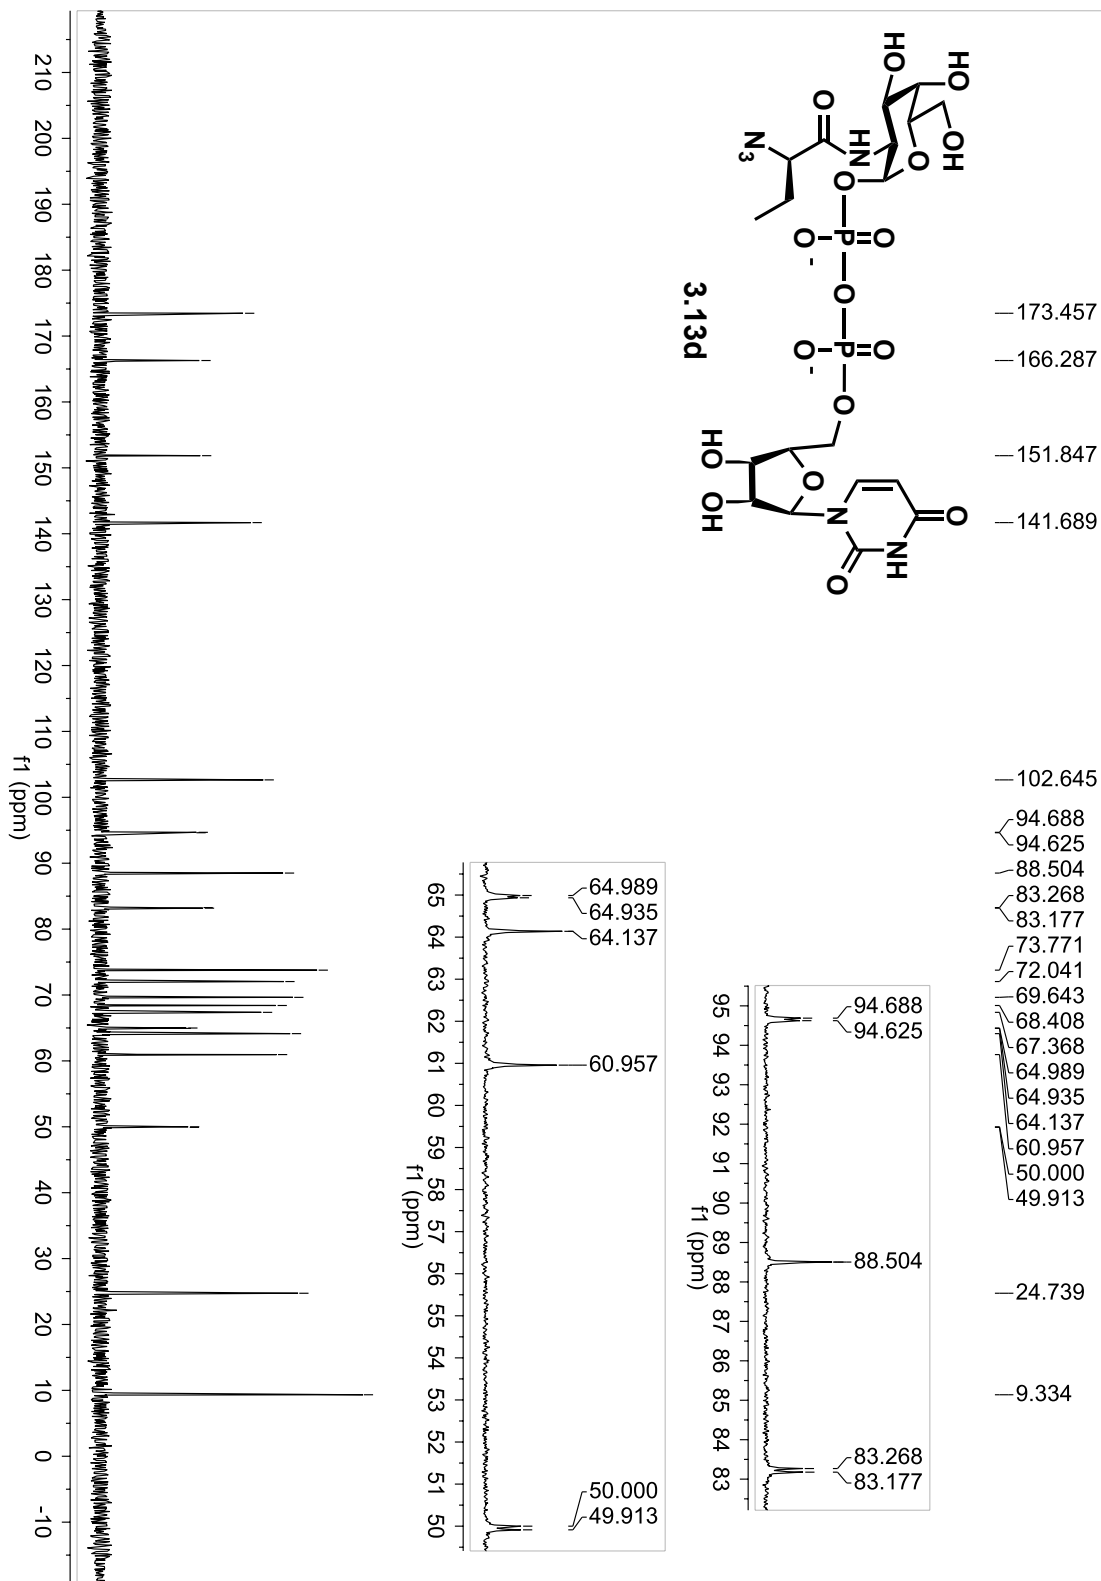 HO
HO
OH
O
HN
O
N3
O
O
P
O
O-
O
O
P
O
O-
O
HO
OH
O
N
O
NH
O
3.13d
173.457
166.287
151.847
141.689
102.645
94.688
94.625
88.504
83.268
83.177
73.771
72.041
69.643
68.408
67.368
64.989
64.935
64.137
60.957
50.000
49.913
24.739
9.334
94.688
94.625
88.504
83.268
83.177
95 94 93 92 91 90 89 88 87 86 85 84 83
f1 (ppm)
64.989
64.935
64.137
60.957
50.000
49.913
65 64 63 62 61 60 59 58 57 56 55 54 53 52 51 50
f1 (ppm)
210 200 190 180 170 160 150 140 130 120 110 100 90 80 70 60 50 40 30 20 10 0 -10
f1 (ppm)